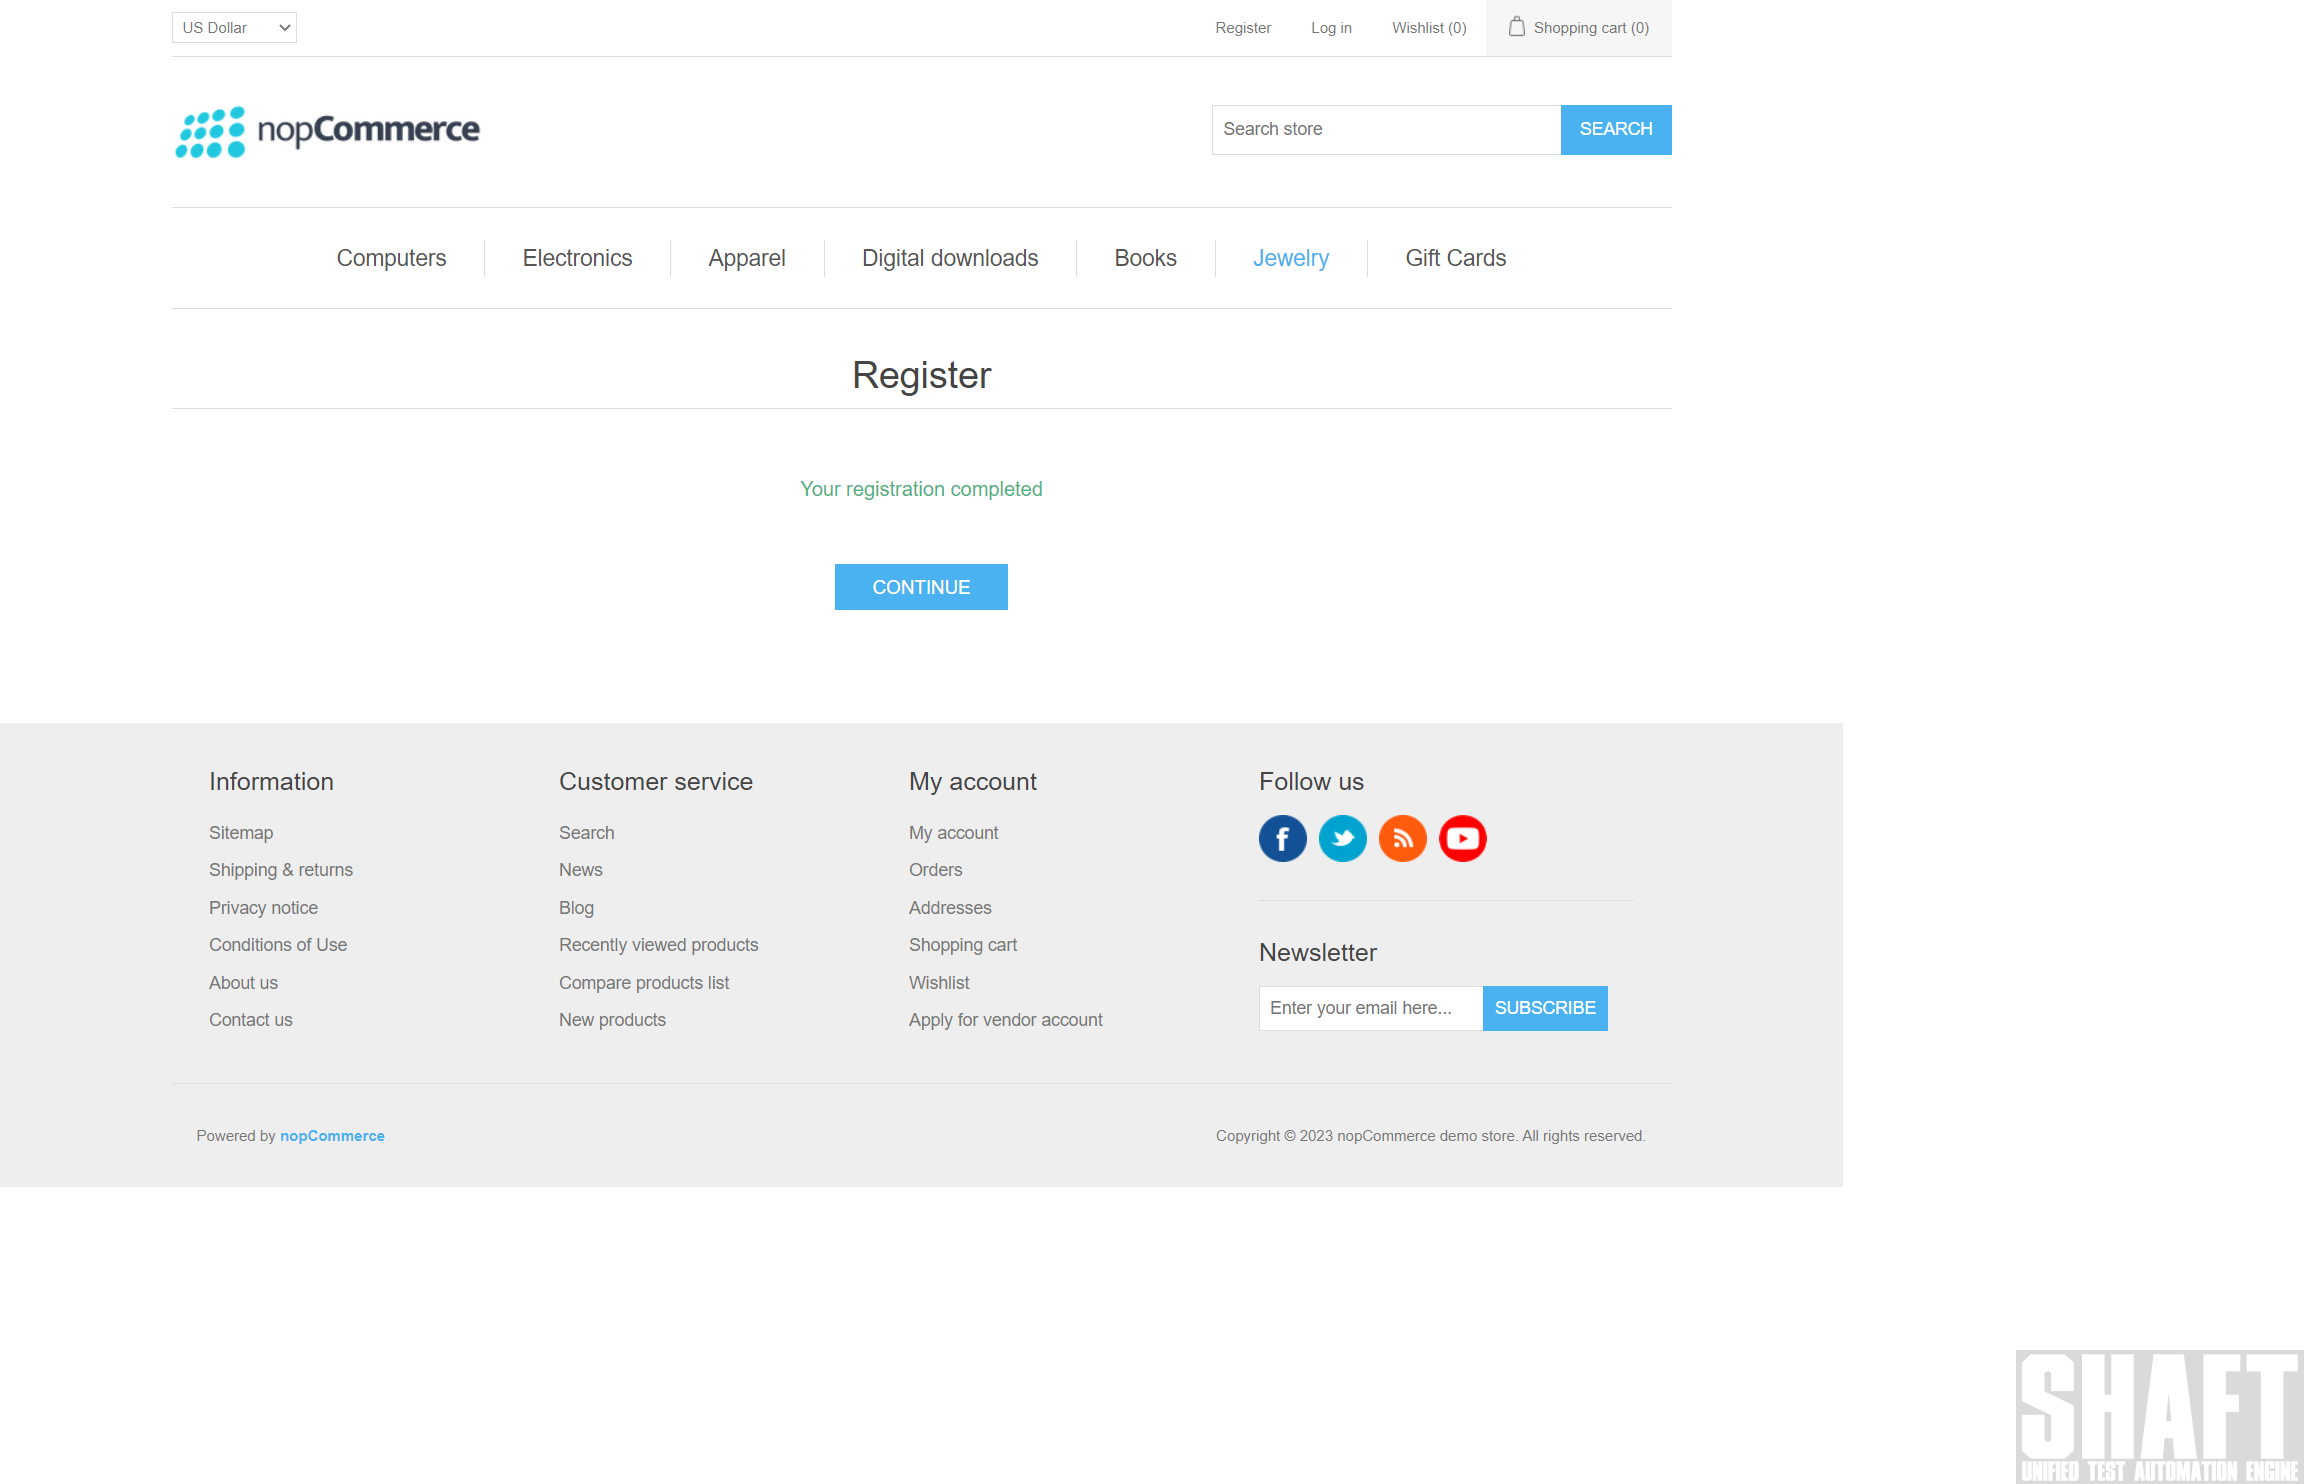 US Dollar
Register
Log in
Wishlist (0)
Shopping cart (0)
nopCommerce
Search store
SEARCH
Computers
Electronics
Apparel
Digital downloads
Books
Jewelry
Gift Cards
Register
Your registration completed
CONTINUE
Information
Sitemap
Shipping & returns
Privacy notice
Conditions of Use
About us
Contact us
Customer service
Search
News
Blog
Recently viewed products
Compare products list
New products
My account
My account
Orders
Addresses
Shopping cart
Wishlist
Apply for vendor account
Follow us
Newsletter
Enter your email here...
SUBSCRIBE
Powered by nopCommerce
Copyright © 2023 nopCommerce demo store. All rights reserved.
SHAFT
UNIFIED TEST AUTOMATION ENGINE